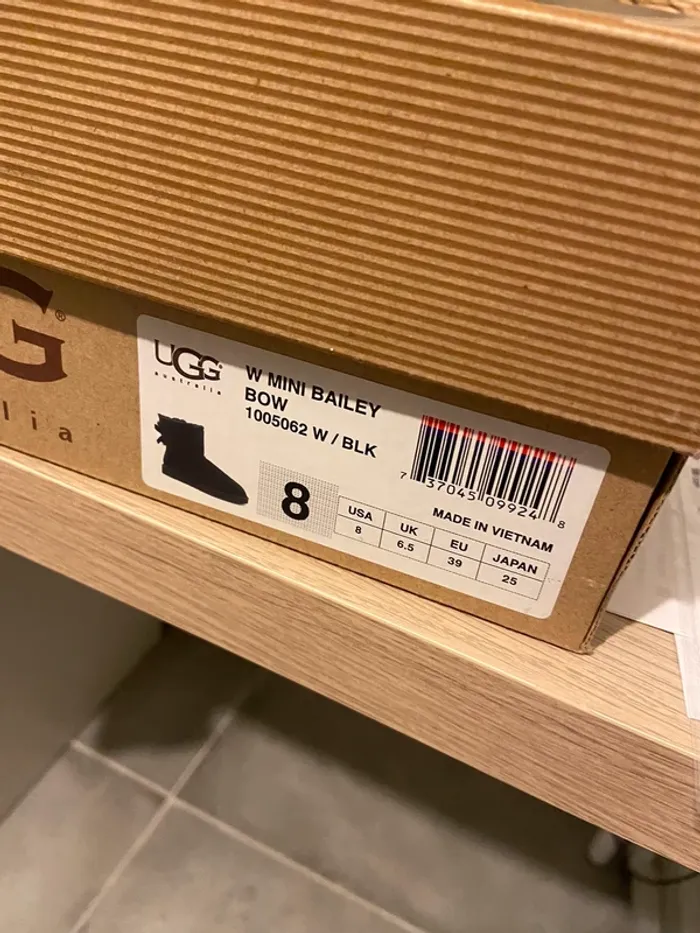 G®
lia
UGG®
australia
W MINI BAILEY
BOW
1005062 W / BLK
7 37045 09924 8
8
MADE IN VIETNAM
USA UK EU JAPAN
8 6.5 39 25